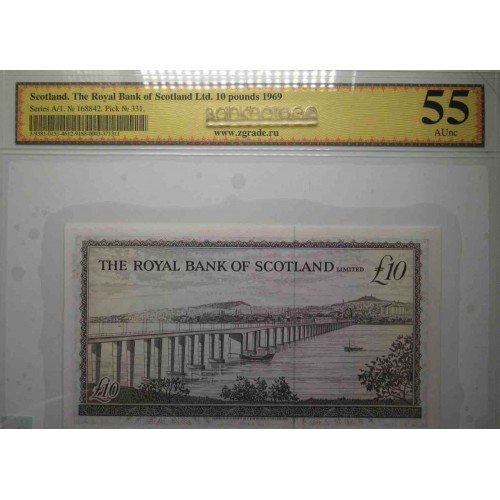 Scotland. The Royal Bank of Scotland Ltd. 10 pounds 1969
Series A/1. № 168842. Pick № 331.
www.zgrade.ru
55
AUnc
THE ROYAL BANK OF SCOTLAND LIMITED £10
£10